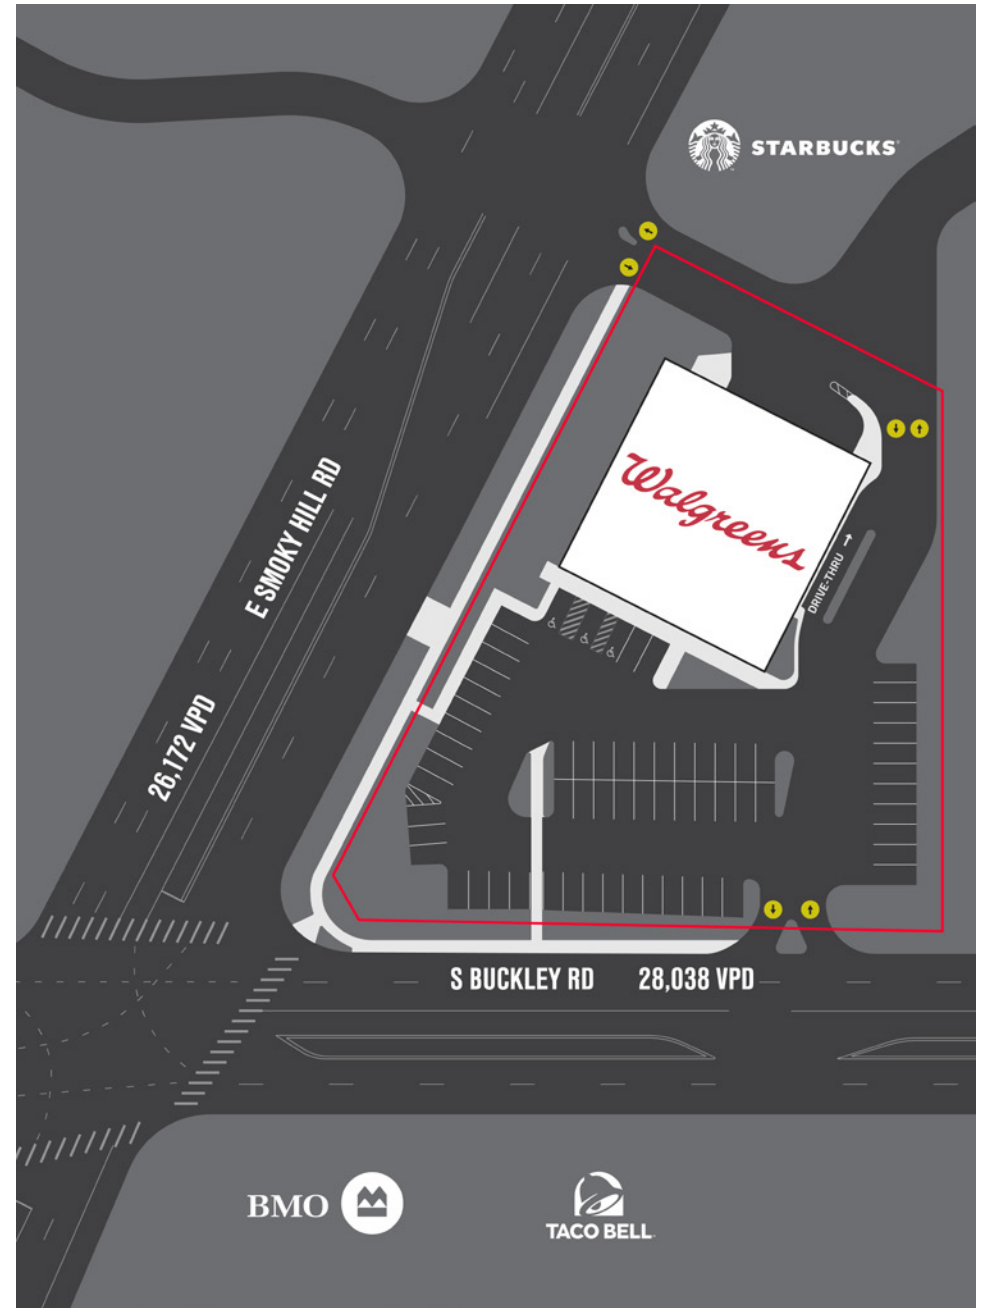 STARBUCKS
Walgreens
E SMOKY HILL RD
DRIVE-THRU
26,172 VPD
S BUCKLEY RD 28,038 VPD
BMO
TACO BELL